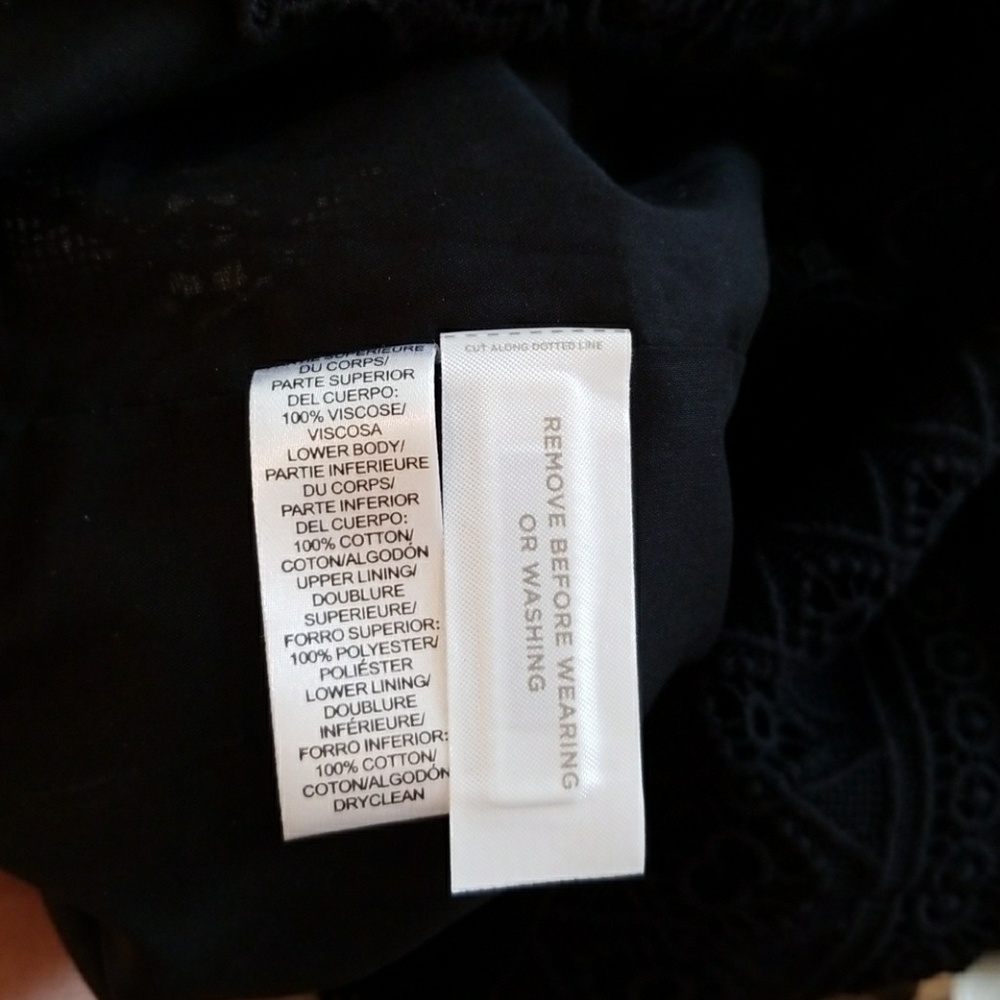 SUPERIEURE
DU CORPS/
PARTE SUPERIOR
DEL CUERPO:
100% VISCOSE/
VISCOSA
LOWER BODY/
PARTIE INFERIEURE
DU CORPS/
PARTE INFERIOR
DEL CUERPO:
100% COTTON/
COTON/ALGODÓN
UPPER LINING/
DOUBLURE
SUPERIEURE/
FORRO SUPERIOR:
100% POLYESTER/
POLIÉSTER
LOWER LINING/
DOUBLURE
INFÉRIEURE/
FORRO INFERIOR:
100% COTTON/
COTON/ALGODÓN
DRYCLEAN
CUT ALONG DOTTED LINE
REMOVE BEFORE WEARING
OR WASHING